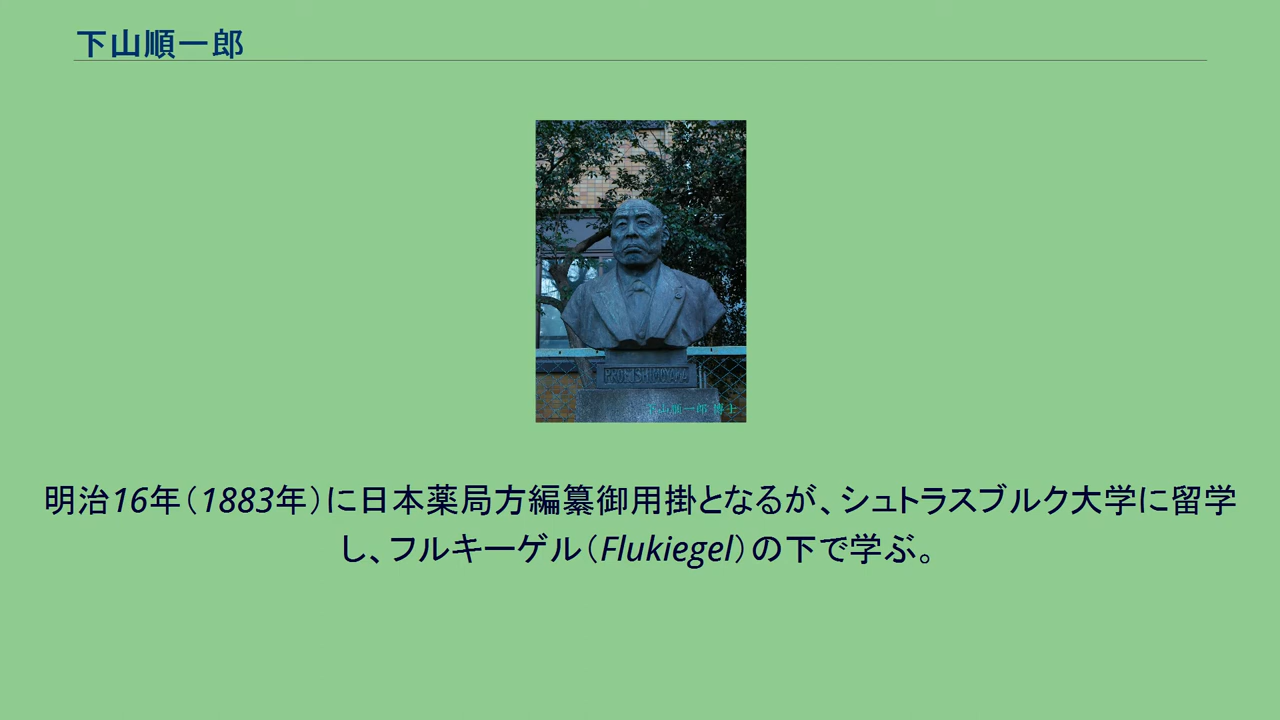 下山順一郎
PROF. SHIMOYAMA
下山順一郎 博士
明治16年（1883年）に日本薬局方編纂御用掛となるが、シュトラスブルク大学に留学
し、フルキーゲル（Flukiegel）の下で学ぶ。